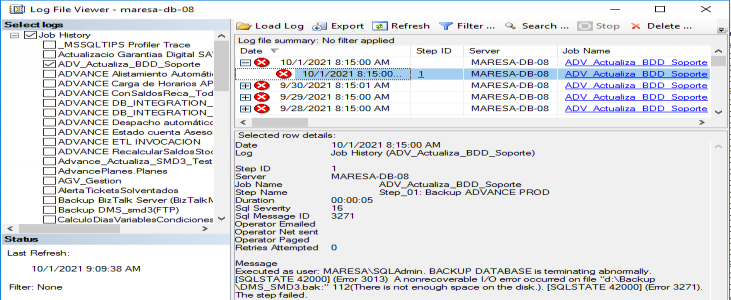 Log File Viewer - maresa-db-08
Select logs
Job History
_MSSQLTIPS Profiler Trace
Actualizacio Garantias Digital SA
ADV_Actualiza_BDD_Soporte
ADVANCE Alistamiento Automáti
ADVANCE Carga de Horarios AP
ADVANCE ConSaldosReca_Tod
ADVANCE DB_INTEGRATION_
ADVANCE DB_INTEGRATION_
ADVANCE Despacho automátic
ADVANCE Estado cuenta Aseso
ADVANCE ETL INVOCACION
ADVANCE RecalcularSaldosStoc
Advance_Actualiza_SMD3_Test
AdvancePlanes.Planes
AGV_Gestion
AlertaTicketsSolventados
Backup BizTalk Server (BizTalkM
Backup DMS_smd3(FTP)
CalculoDiasVariablesCondiciones
Status
Last Refresh:
10/1/2021 9:09:38 AM
Filter: None
Load Log Export Refresh Filter ... Search ... Stop Delete ...
Log file summary: No filter applied
Date Step ID Server Job Name
10/1/2021 8:15:00 AM MARESA-DB-08 ADV_Actualiza_BDD_Soporte
10/1/2021 8:15:00... 1 MARESA-DB-08 ADV_Actualiza_BDD_Soporte
9/30/2021 8:15:01 AM MARESA-DB-08 ADV_Actualiza_BDD_Soporte
9/29/2021 8:15:00 AM MARESA-DB-08 ADV_Actualiza_BDD_Soporte
9/28/2021 8:15:00 AM MARESA-DB-08 ADV_Actualiza_BDD_Soporte
Selected row details:
Date 10/1/2021 8:15:00 AM
Log Job History (ADV_Actualiza_BDD_Soporte)
Step ID 1
Server MARESA-DB-08
Job Name ADV_Actualiza_BDD_Soporte
Step Name Step_01: Backup ADVANCE PROD
Duration 00:00:05
Sql Severity 16
Sql Message ID 3271
Operator Emailed
Operator Net sent
Operator Paged
Retries Attempted 0
Message
Executed as user: MARESA\SQLAdmin. BACKUP DATABASE is terminating abnormally.
[SQLSTATE 42000] (Error 3013) A nonrecoverable I/O error occurred on file "d:\Backup
\DMS_SMD3.bak:" 112(There is not enough space on the disk.). [SQLSTATE 42000] (Error 3271).
The step failed.